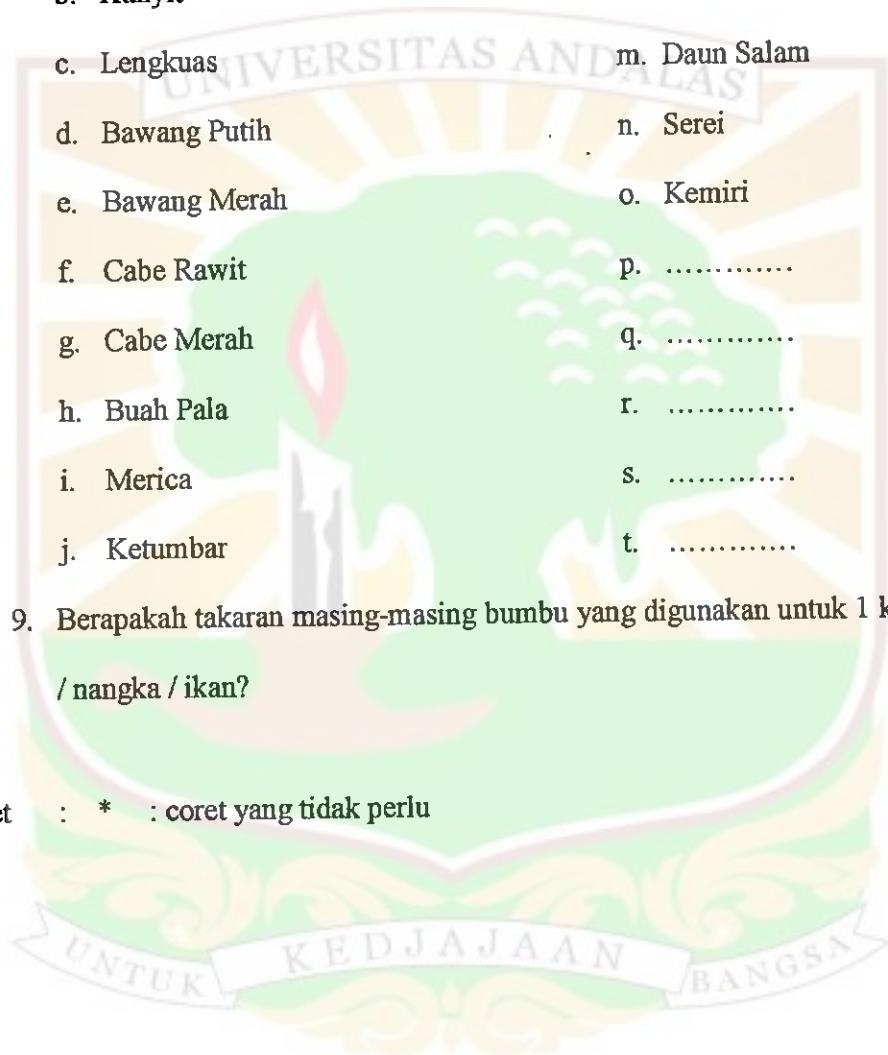 UNIVERSITAS ANDALAS
c. Lengkuas
d. Bawang Putih
e. Bawang Merah
f. Cabe Rawit
g. Cabe Merah
h. Buah Pala
i. Merica
j. Ketumbar
m. Daun Salam
n. Serei
o. Kemiri
p. .............
q. .............
r. .............
s. .............
t. .............
9. Berapakah takaran masing-masing bumbu yang digunakan untuk 1
/ nangka / ikan?
: * : coret yang tidak perlu
UNTUK KEDJAJAAN BANGSA